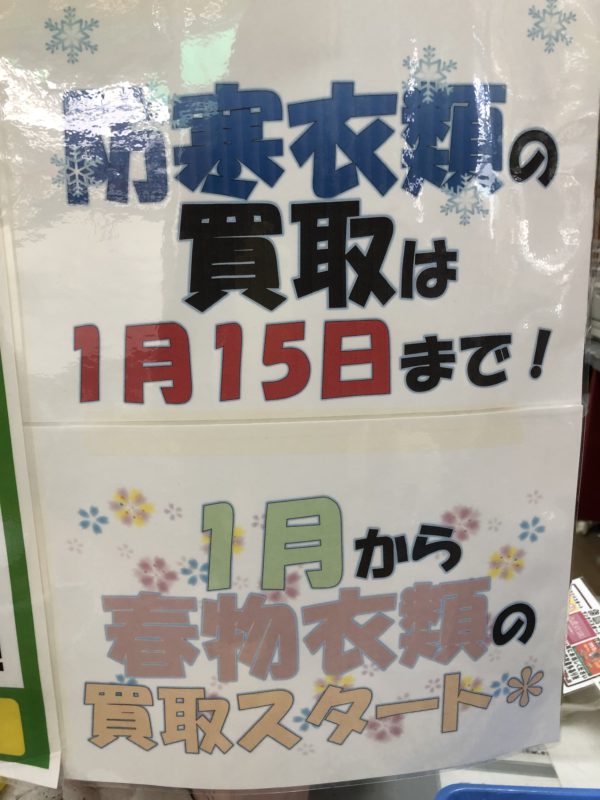 防寒衣類の
買取は
1月15日まで!
1月から
春物衣類の
買取スタート*